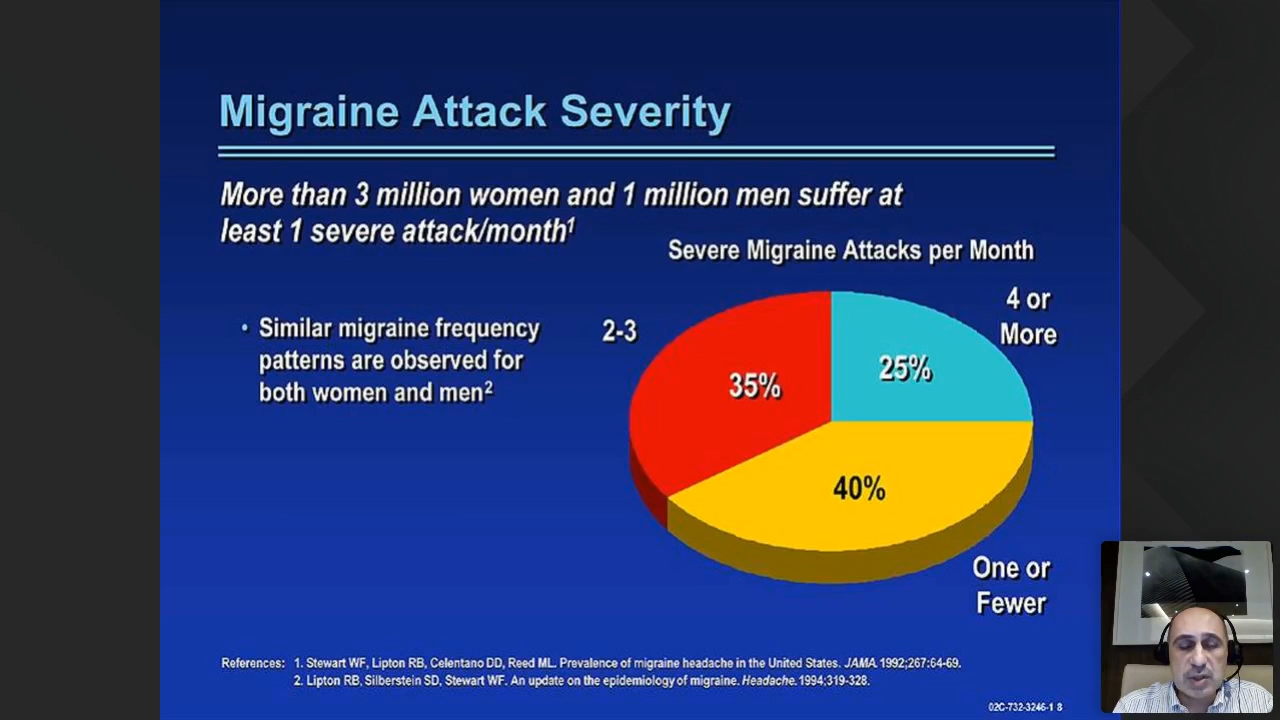 Migraine Attack Severity
More than 3 million women and 1 million men suffer at
least 1 severe attack/month¹
Severe Migraine Attacks per Month
• Similar migraine frequency
patterns are observed for
both women and men²
2-3
35%
4 or
More
25%
40%
One or
Fewer
References: 1. Stewart WF, Lipton RB, Celentano DD, Reed ML. Prevalence of migraine headache in the United States. JAMA. 1992;267:64-69.
2. Lipton RB, Silberstein SD, Stewart WF. An update on the epidemiology of migraine. Headache. 1994;319-328.
02C-732-3246-1 8